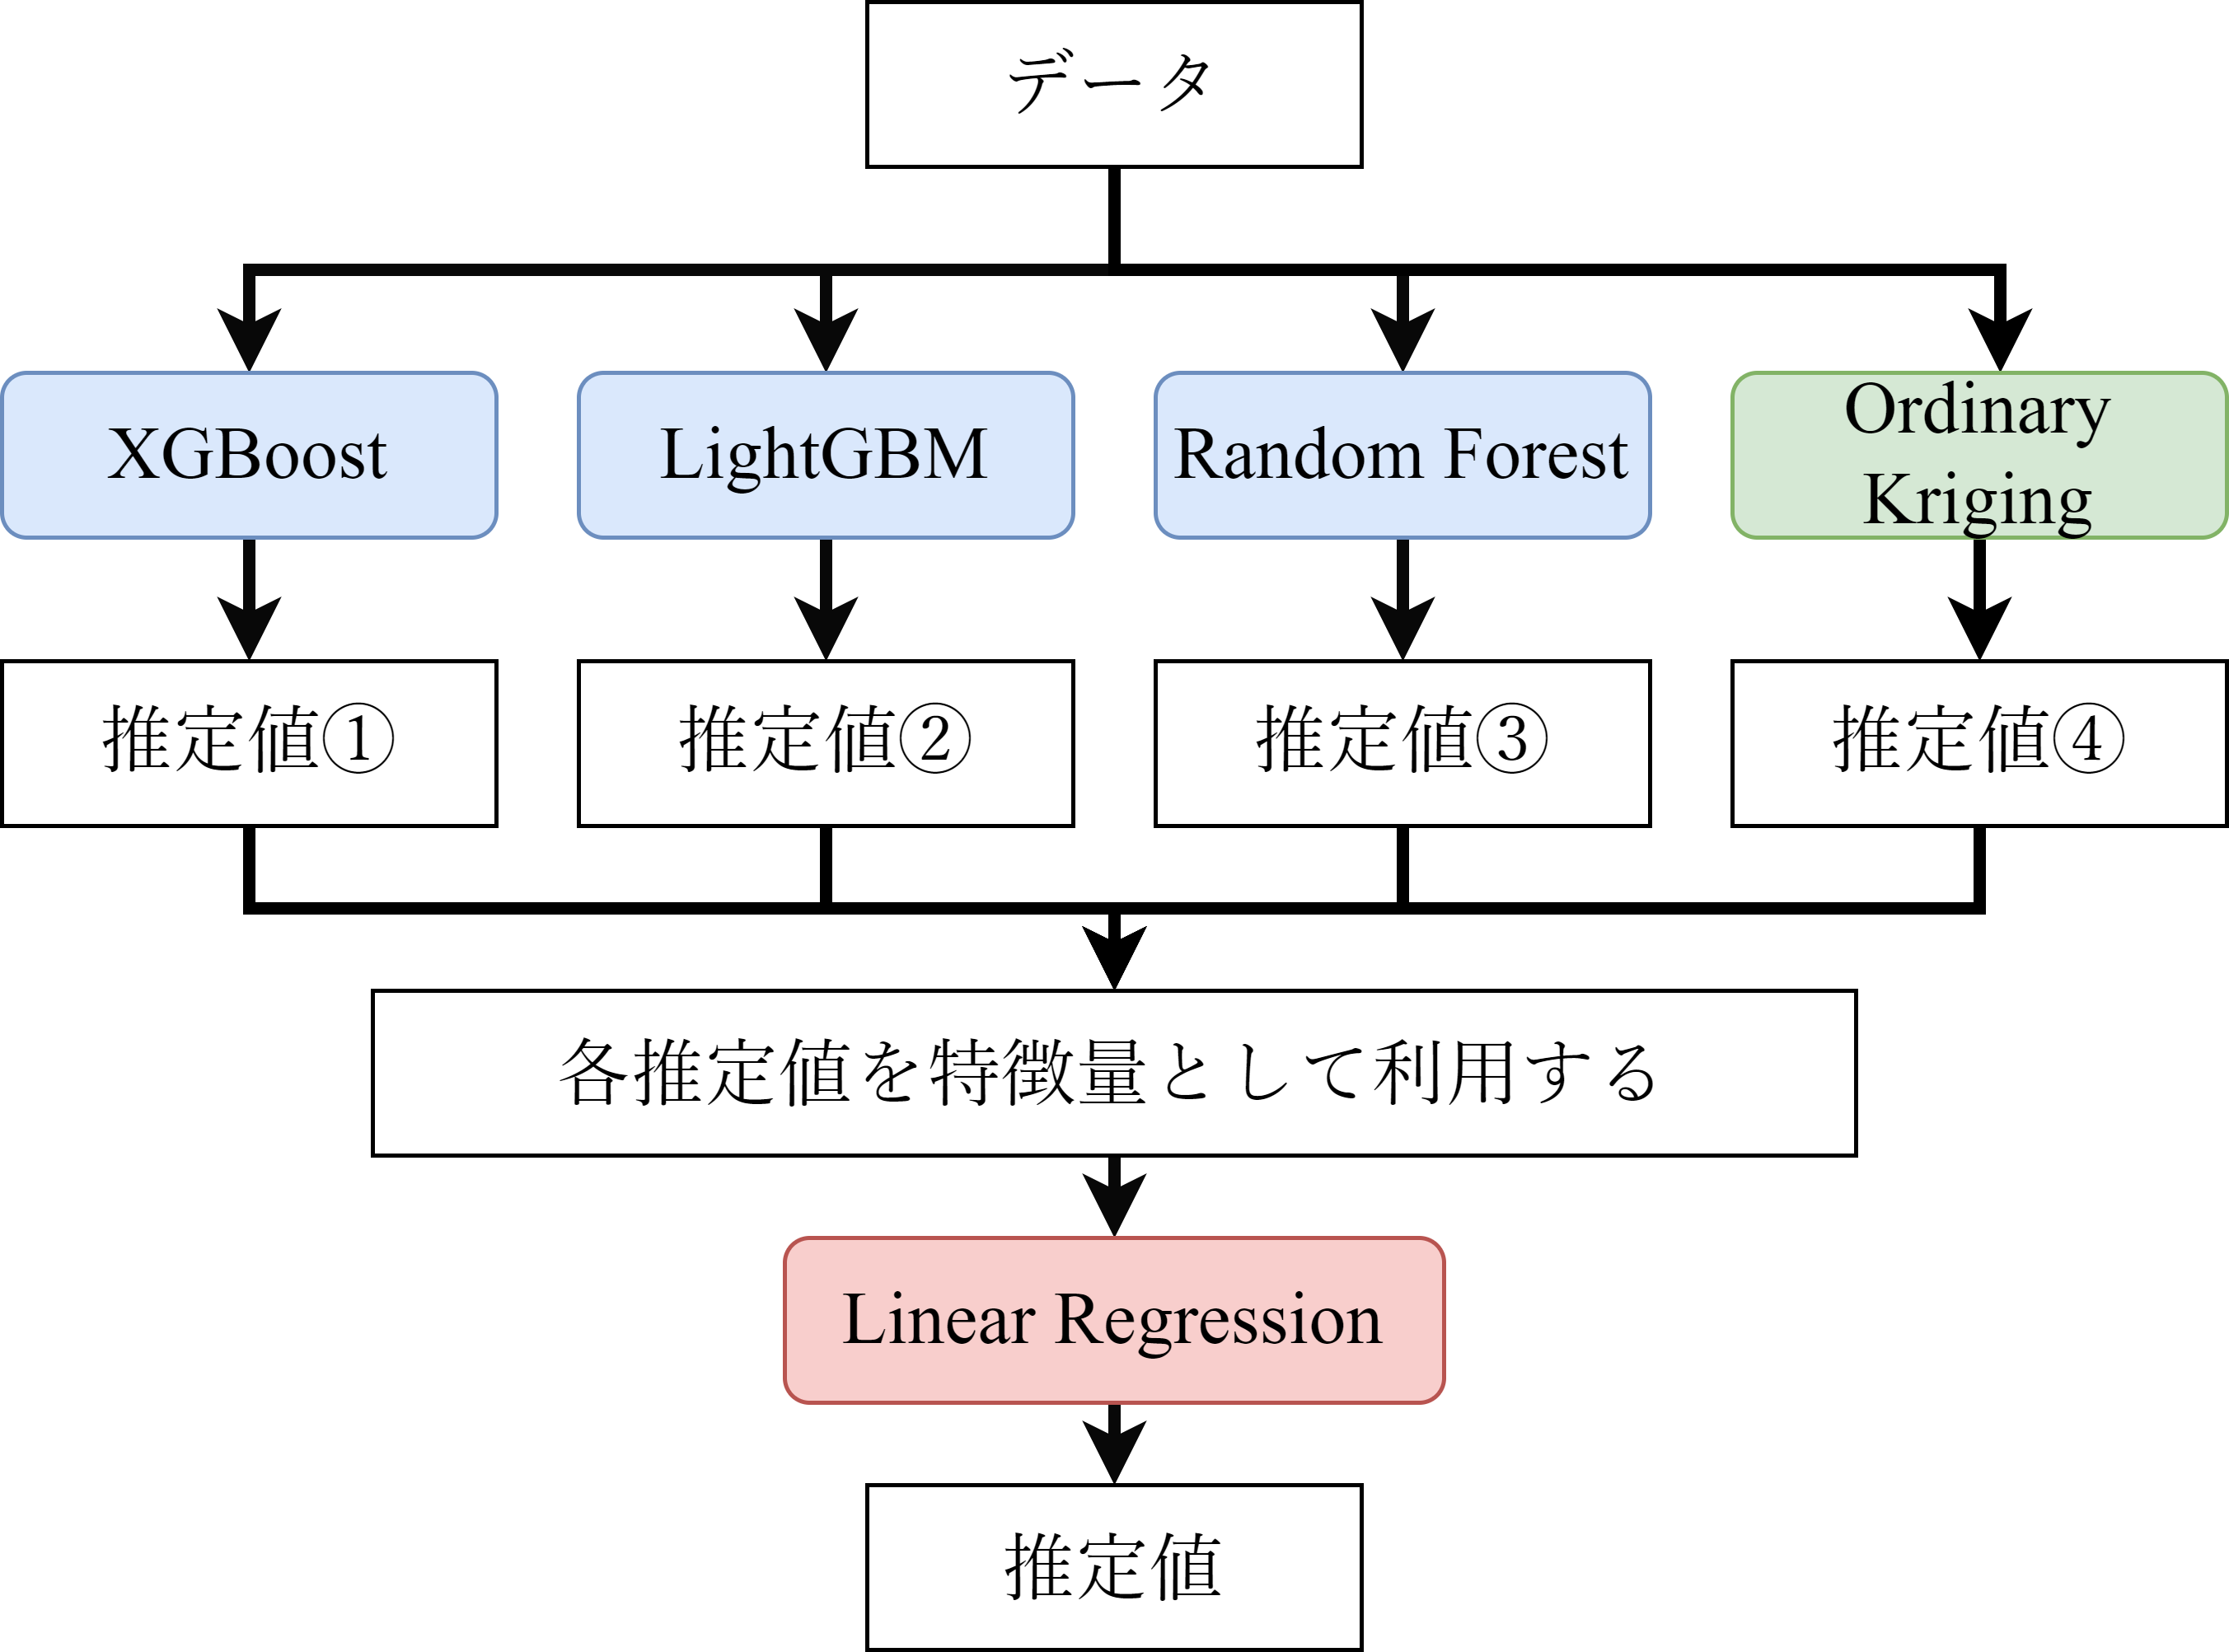 データ
XGBoost
LightGBM
Random Forest
Ordinary
Kriging
推定値①
推定値②
推定値③
推定値④
各推定値を特徴量として利用する
Linear Regression
推定値